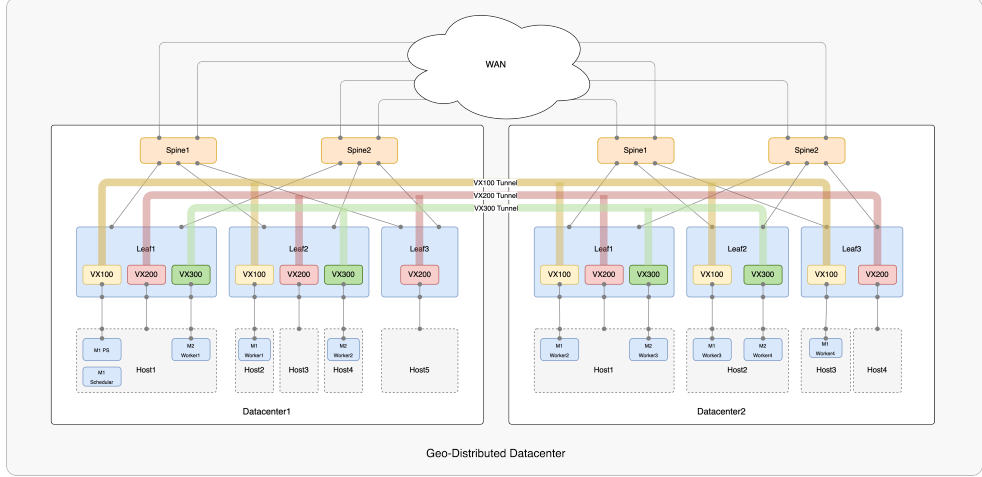 WAN
Spine1
Spine2
Spine1
Spine2
VX100 Tunnel
VX200 Tunnel
VX300 Tunnel
Leaf1
Leaf2
Leaf3
Leaf1
Leaf2
Leaf3
VX100
VX200
VX300
VX100
VX200
VX300
VX200
VX100
VX200
VX300
VX100
VX300
VX100
VX200
M1 PS
M1
Schedular
M2
Worker1
Host1
M1
Worker1
Host2
Host3
M2
Worker2
Host4
Host5
M1
Worker2
M2
Worker3
Host1
M1
Worker3
M2
Worker4
Host2
M1
Worker4
Host3
Host4
Datacenter1
Datacenter2
Geo-Distributed Datacenter